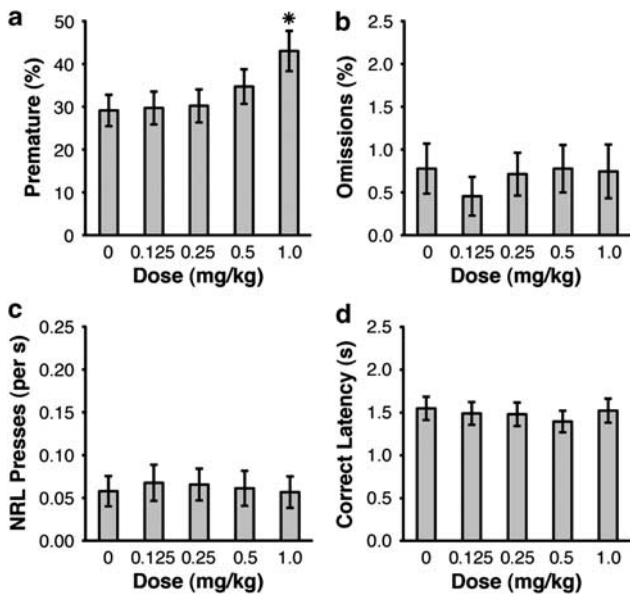 a
50
40
30
20
10
0
Premature (%)
*
0 0.125 0.25 0.5 1.0
Dose (mg/kg)
b
2.5
2.0
1.5
1.0
0.5
0.0
Omissions (%)
0 0.125 0.25 0.5 1.0
Dose (mg/kg)
c
0.25
0.20
0.15
0.10
0.05
0.00
NRL Presses (per s)
0 0.125 0.25 0.5 1.0
Dose (mg/kg)
d
2.5
2.0
1.5
1.0
0.5
0.0
Correct Latency (s)
0 0.125 0.25 0.5 1.0
Dose (mg/kg)